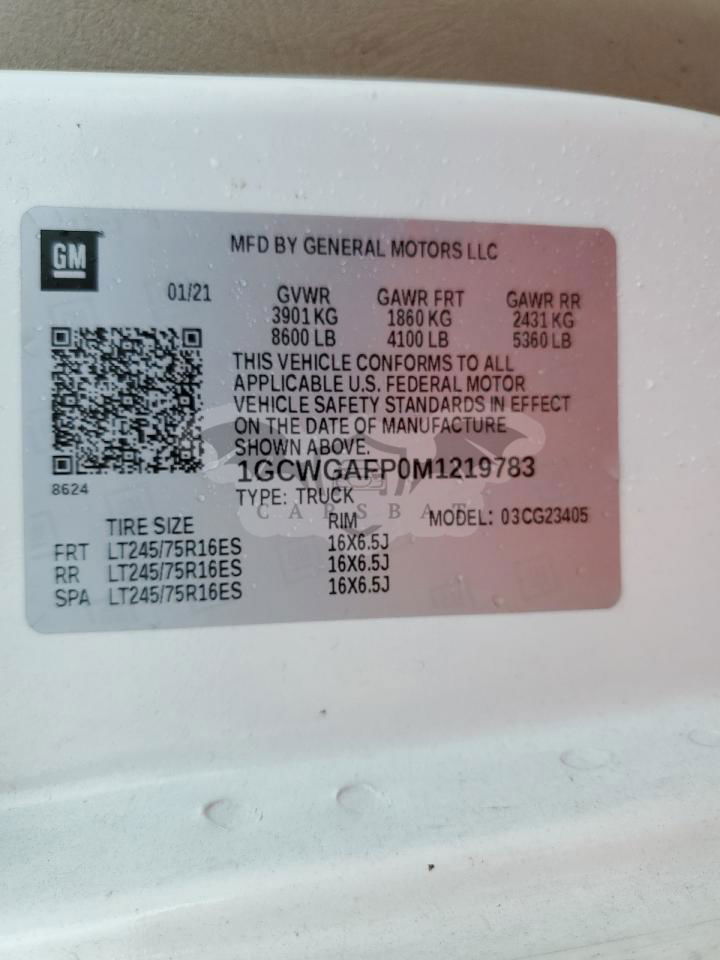 GM
MFD BY GENERAL MOTORS LLC
01/21 GVWR GAWR FRT GAWR RR
3901 KG 1860 KG 2431 KG
8600 LB 4100 LB 5360 LB
THIS VEHICLE CONFORMS TO ALL
APPLICABLE U.S. FEDERAL MOTOR
VEHICLE SAFETY STANDARDS IN EFFECT
ON THE DATE OF MANUFACTURE
SHOWN ABOVE.
1GCWGAFP0M1219783
8624
TYPE: TRUCK
CARSBAT
TIRE SIZE RIM MODEL: 03CG23405
FRT LT245/75R16ES 16X6.5J
RR LT245/75R16ES 16X6.5J
SPA LT245/75R16ES 16X6.5J